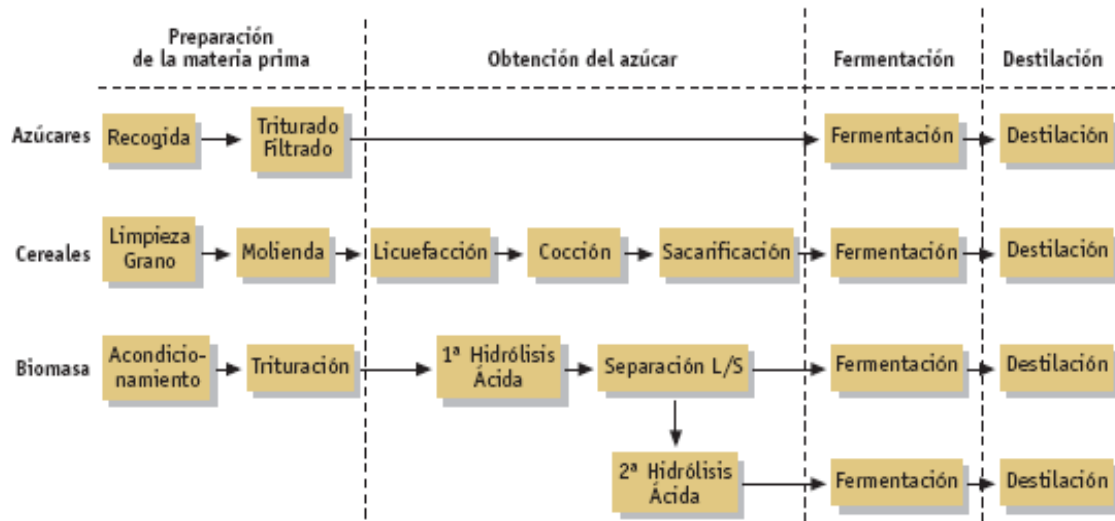 Preparación
de la materia prima
Obtención del azúcar
Fermentación
Destilación
Azúcares
Recogida
Triturado
Filtrado
Fermentación
Destilación
Cereales
Limpieza
Grano
Molienda
Licuefacción
Cocción
Sacarificación
Fermentación
Destilación
Biomasa
Acondicio-
namiento
Trituración
1ª Hidrólisis
Ácida
Separación L/S
Fermentación
Destilación
2ª Hidrólisis
Ácida
Fermentación
Destilación